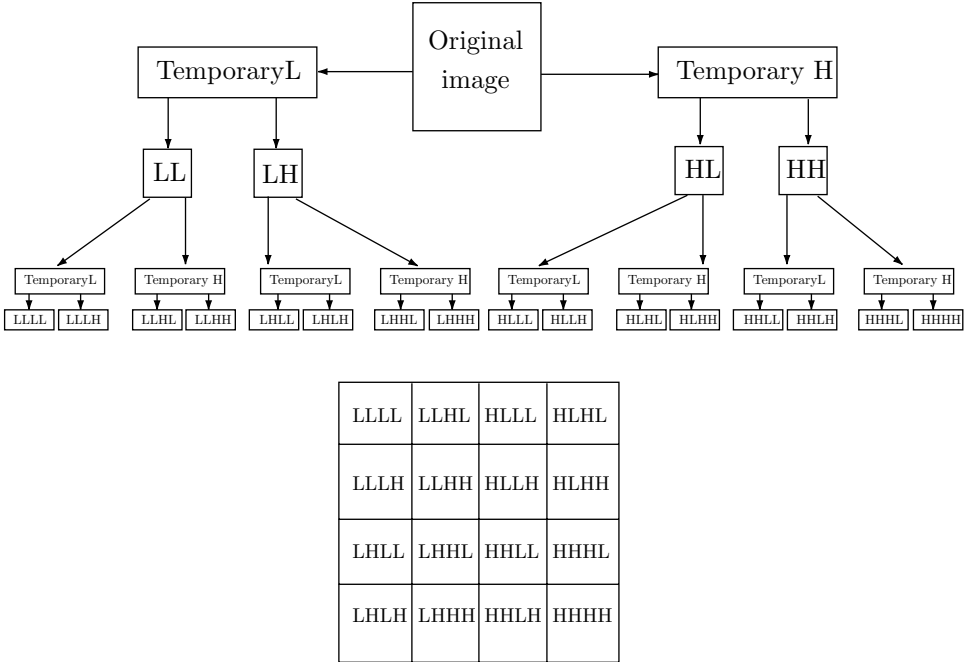 Original
image
TemporaryL
Temporary H
LL
LH
HL
HH
TemporaryL
Temporary H
TemporaryL
Temporary H
TemporaryL
Temporary H
TemporaryL
Temporary H
LLLL
LLLH
LLHL
LLHH
LHLL
LHLH
LHHL
LHHH
HLLL
HLLH
HLHL
HLHH
HHLL
HHLH
HHHL
HHHH
LLLL LLHL HLLL HLHL
LLLH LLHH HLLH HLHH
LHLL LHHL HHLL HHHL
LHLH LHHH HHLH HHHH